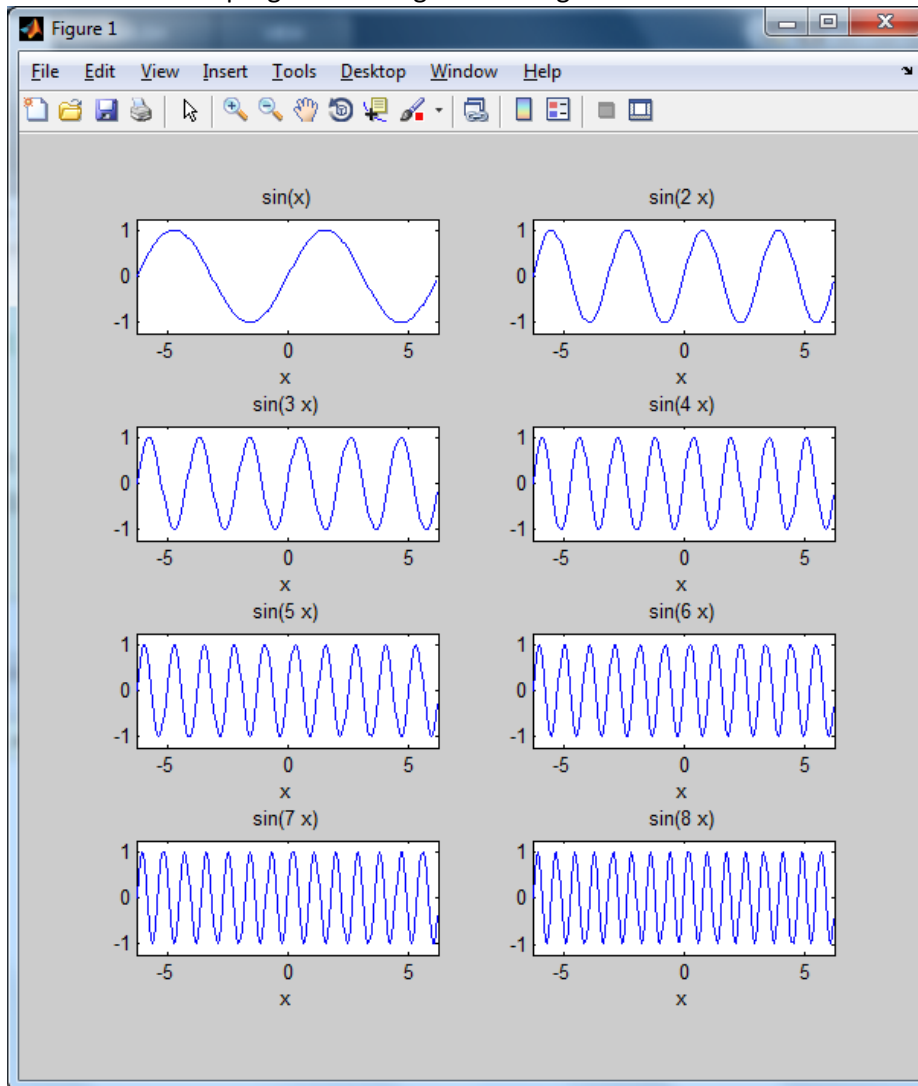 Figure 1
File Edit View Insert Tools Desktop Window Help
sin(x)
1
0
-1
-5 0 5
x
sin(2 x)
1
0
-1
-5 0 5
x
sin(3 x)
1
0
-1
-5 0 5
x
sin(4 x)
1
0
-1
-5 0 5
x
sin(5 x)
1
0
-1
-5 0 5
x
sin(6 x)
1
0
-1
-5 0 5
x
sin(7 x)
1
0
-1
-5 0 5
x
sin(8 x)
1
0
-1
-5 0 5
x